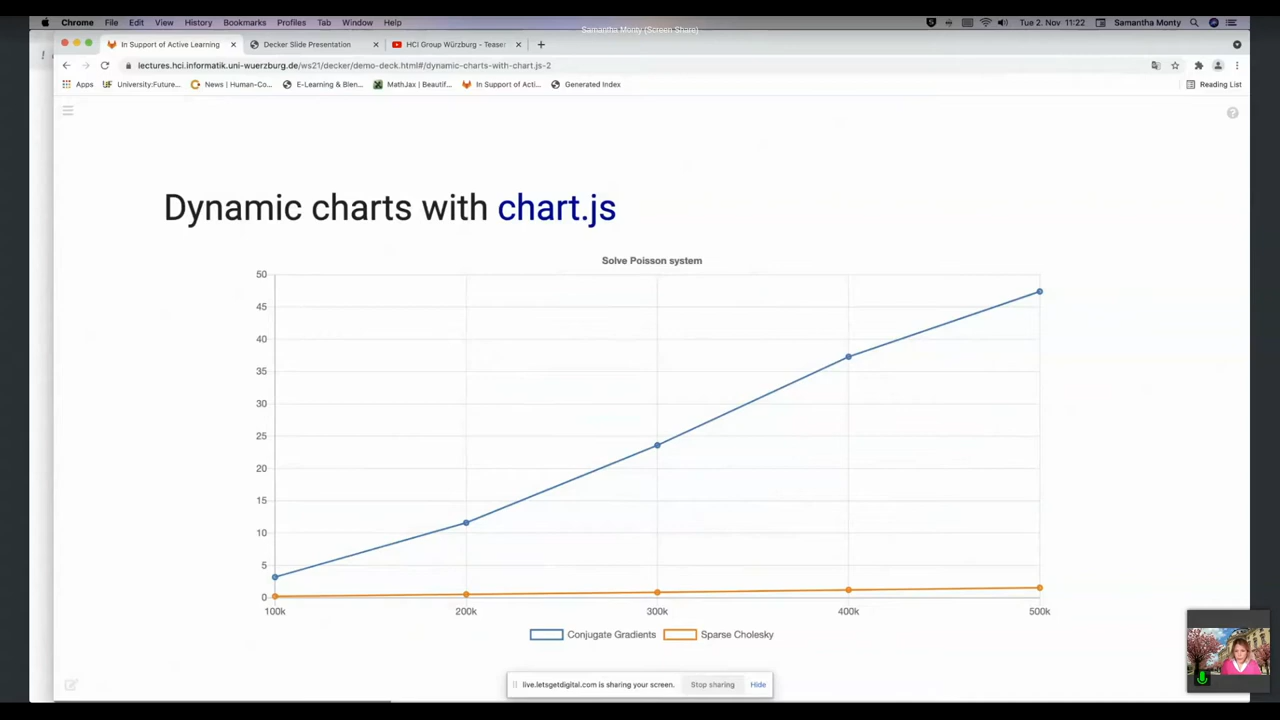 Chrome File Edit View History Bookmarks Profiles Tab Window Help Tue 2. Nov 11:22 Samantha Monty
Samantha Monty (Screen Share)
In Support of Active Learning Decker Slide Presentation HCI Group Würzburg - Teaser
lectures.hci.informatik.uni-wuerzburg.de/ws21/decker/demo-deck.html#/dynamic-charts-with-chart.js-2
Apps University:Future... News | Human-Co... E-Learning & Blen... MathJax | Beautif... In Support of Acti... Generated Index Reading List
Dynamic charts with chart.js
Solve Poisson system
50
45
40
35
30
25
20
15
10
5
0
100k 200k 300k 400k 500k
Conjugate Gradients Sparse Cholesky
live.letsgetdigital.com is sharing your screen. Stop sharing Hide